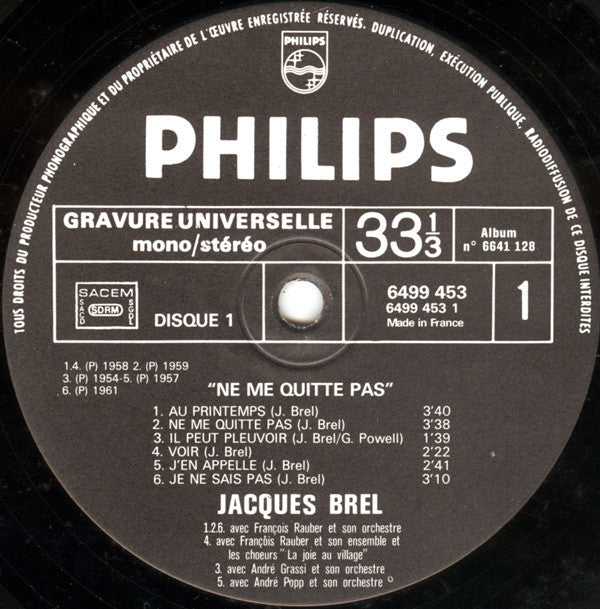 TOUS DROITS DU PRODUCTEUR PHONOGRAPHIQUE ET DU PROPRIÉTAIRE DE L'ŒUVRE ENREGISTRÉE RÉSERVÉS. DUPLICATION, EXÉCUTION PUBLIQUE, RADIODIFFUSION DE CE DISQUE INTERDITES
PHILIPS
PHILIPS
GRAVURE UNIVERSELLE
mono/stéréo
33 1/3
Album
n° 6641 128
SACEM
SACD
SDRM
SGDL
DISQUE 1
6499 453
6499 453 1
Made in France
1
1.4. (P) 1958 2. (P) 1959
3. (P) 1954-5. (P) 1957
6. (P) 1961
"NE ME QUITTE PAS"
1. AU PRINTEMPS (J. Brel) 3'40
2. NE ME QUITTE PAS (J. Brel) 3'38
3. IL PEUT PLEUVOIR (J. Brel/G. Powell) 1'39
4. VOIR (J. Brel) 2'22
5. J'EN APPELLE (J. Brel) 2'41
6. JE NE SAIS PAS (J. Brel) 3'10
JACQUES BREL
1.2.6. avec François Rauber et son orchestre
4. avec François Rauber et son ensemble et
les choeurs "La joie au village"
3. avec André Grassi et son orchestre
5. avec André Popp et son orchestre